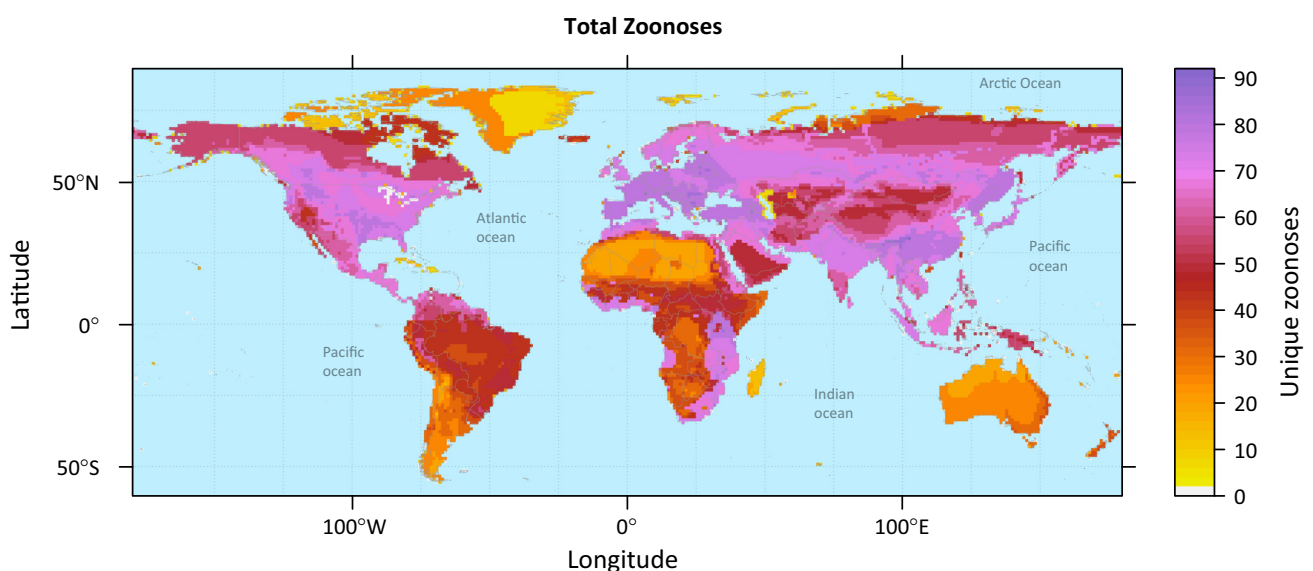 Total Zoonoses
Arctic Ocean
Atlantic
ocean
Pacific
ocean
Pacific
ocean
Indian
ocean
50°N
0°
50°S
Latitude
100°W
0°
100°E
Longitude
90
80
70
60
50
40
30
20
10
0
Unique zoonoses